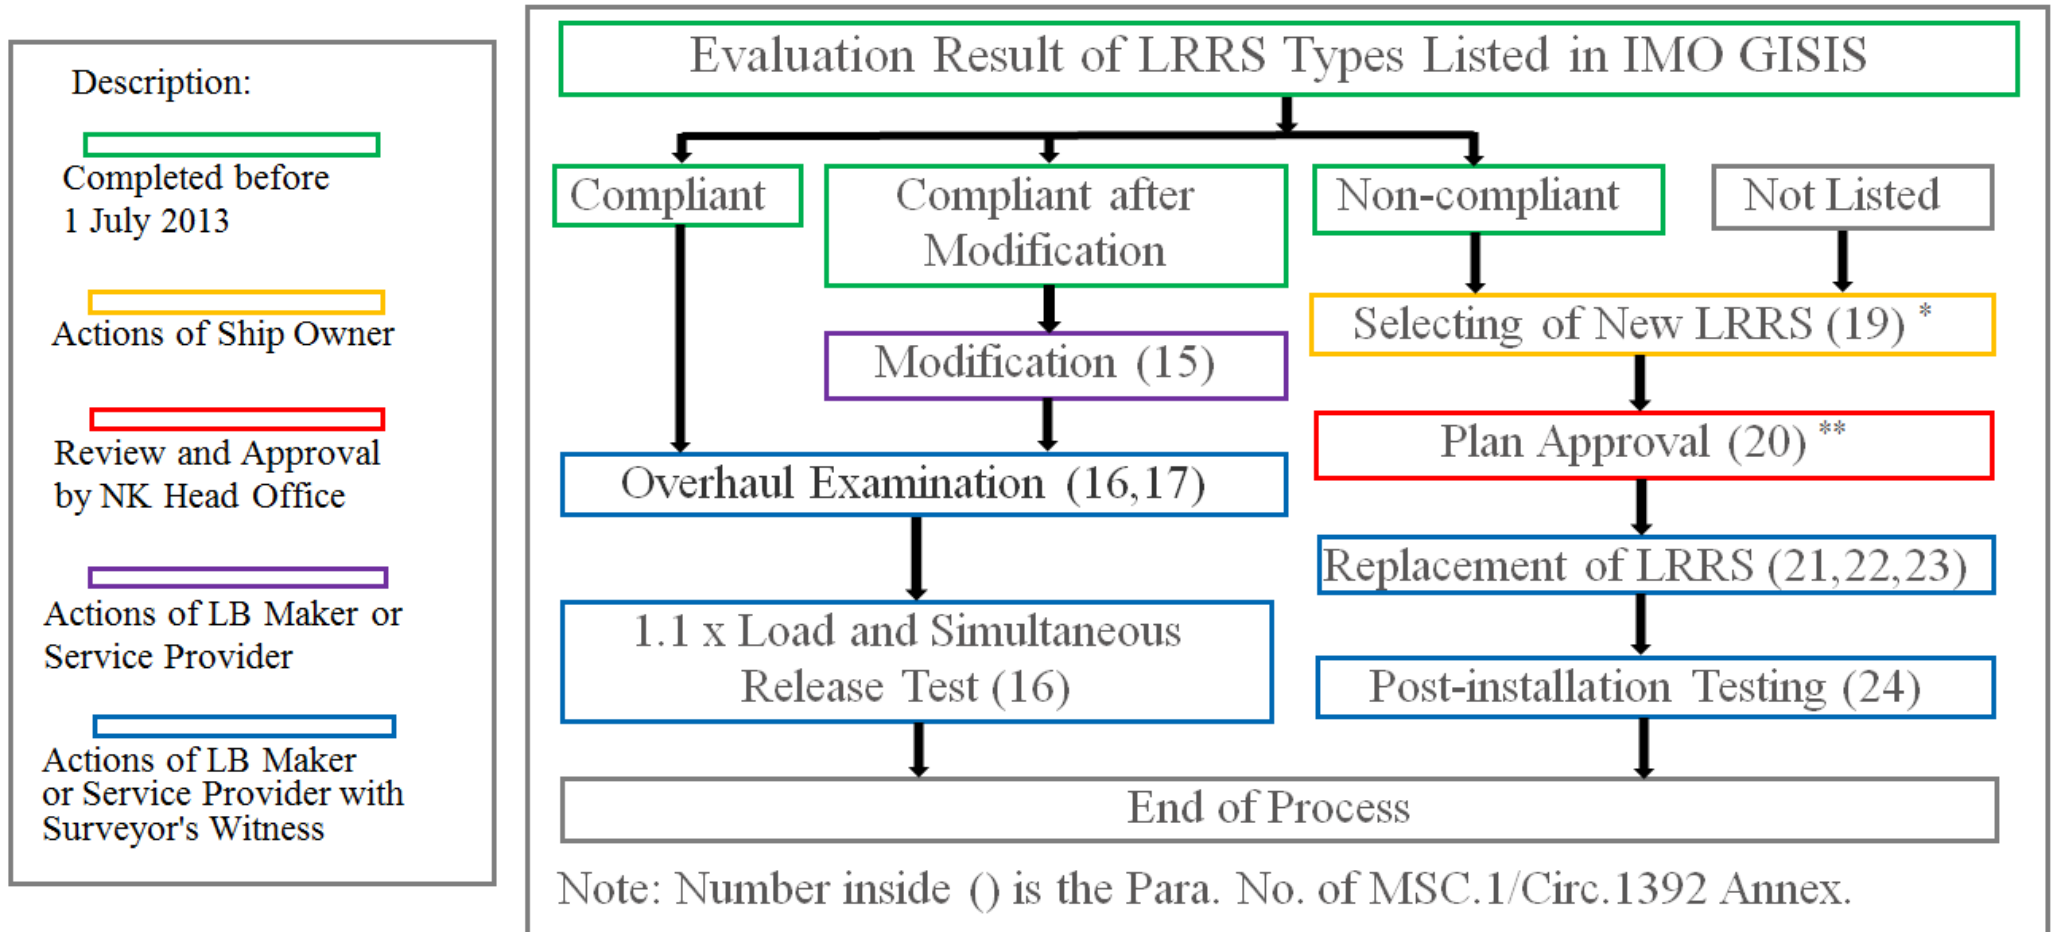 Description:
Completed before
1 July 2013
Actions of Ship Owner
Review and Approval
by NK Head Office
Actions of LB Maker or
Service Provider
Actions of LB Maker
or Service Provider with
Surveyor's Witness
Evaluation Result of LRRS Types Listed in IMO GISIS
Compliant
Compliant after
Modification
Non-compliant
Not Listed
Modification (15)
Selecting of New LRRS (19) *
Plan Approval (20) **
Overhaul Examination (16,17)
Replacement of LRRS (21,22,23)
1.1 x Load and Simultaneous
Release Test (16)
Post-installation Testing (24)
End of Process
Note: Number inside () is the Para. No. of MSC.1/Circ.1392 Annex.